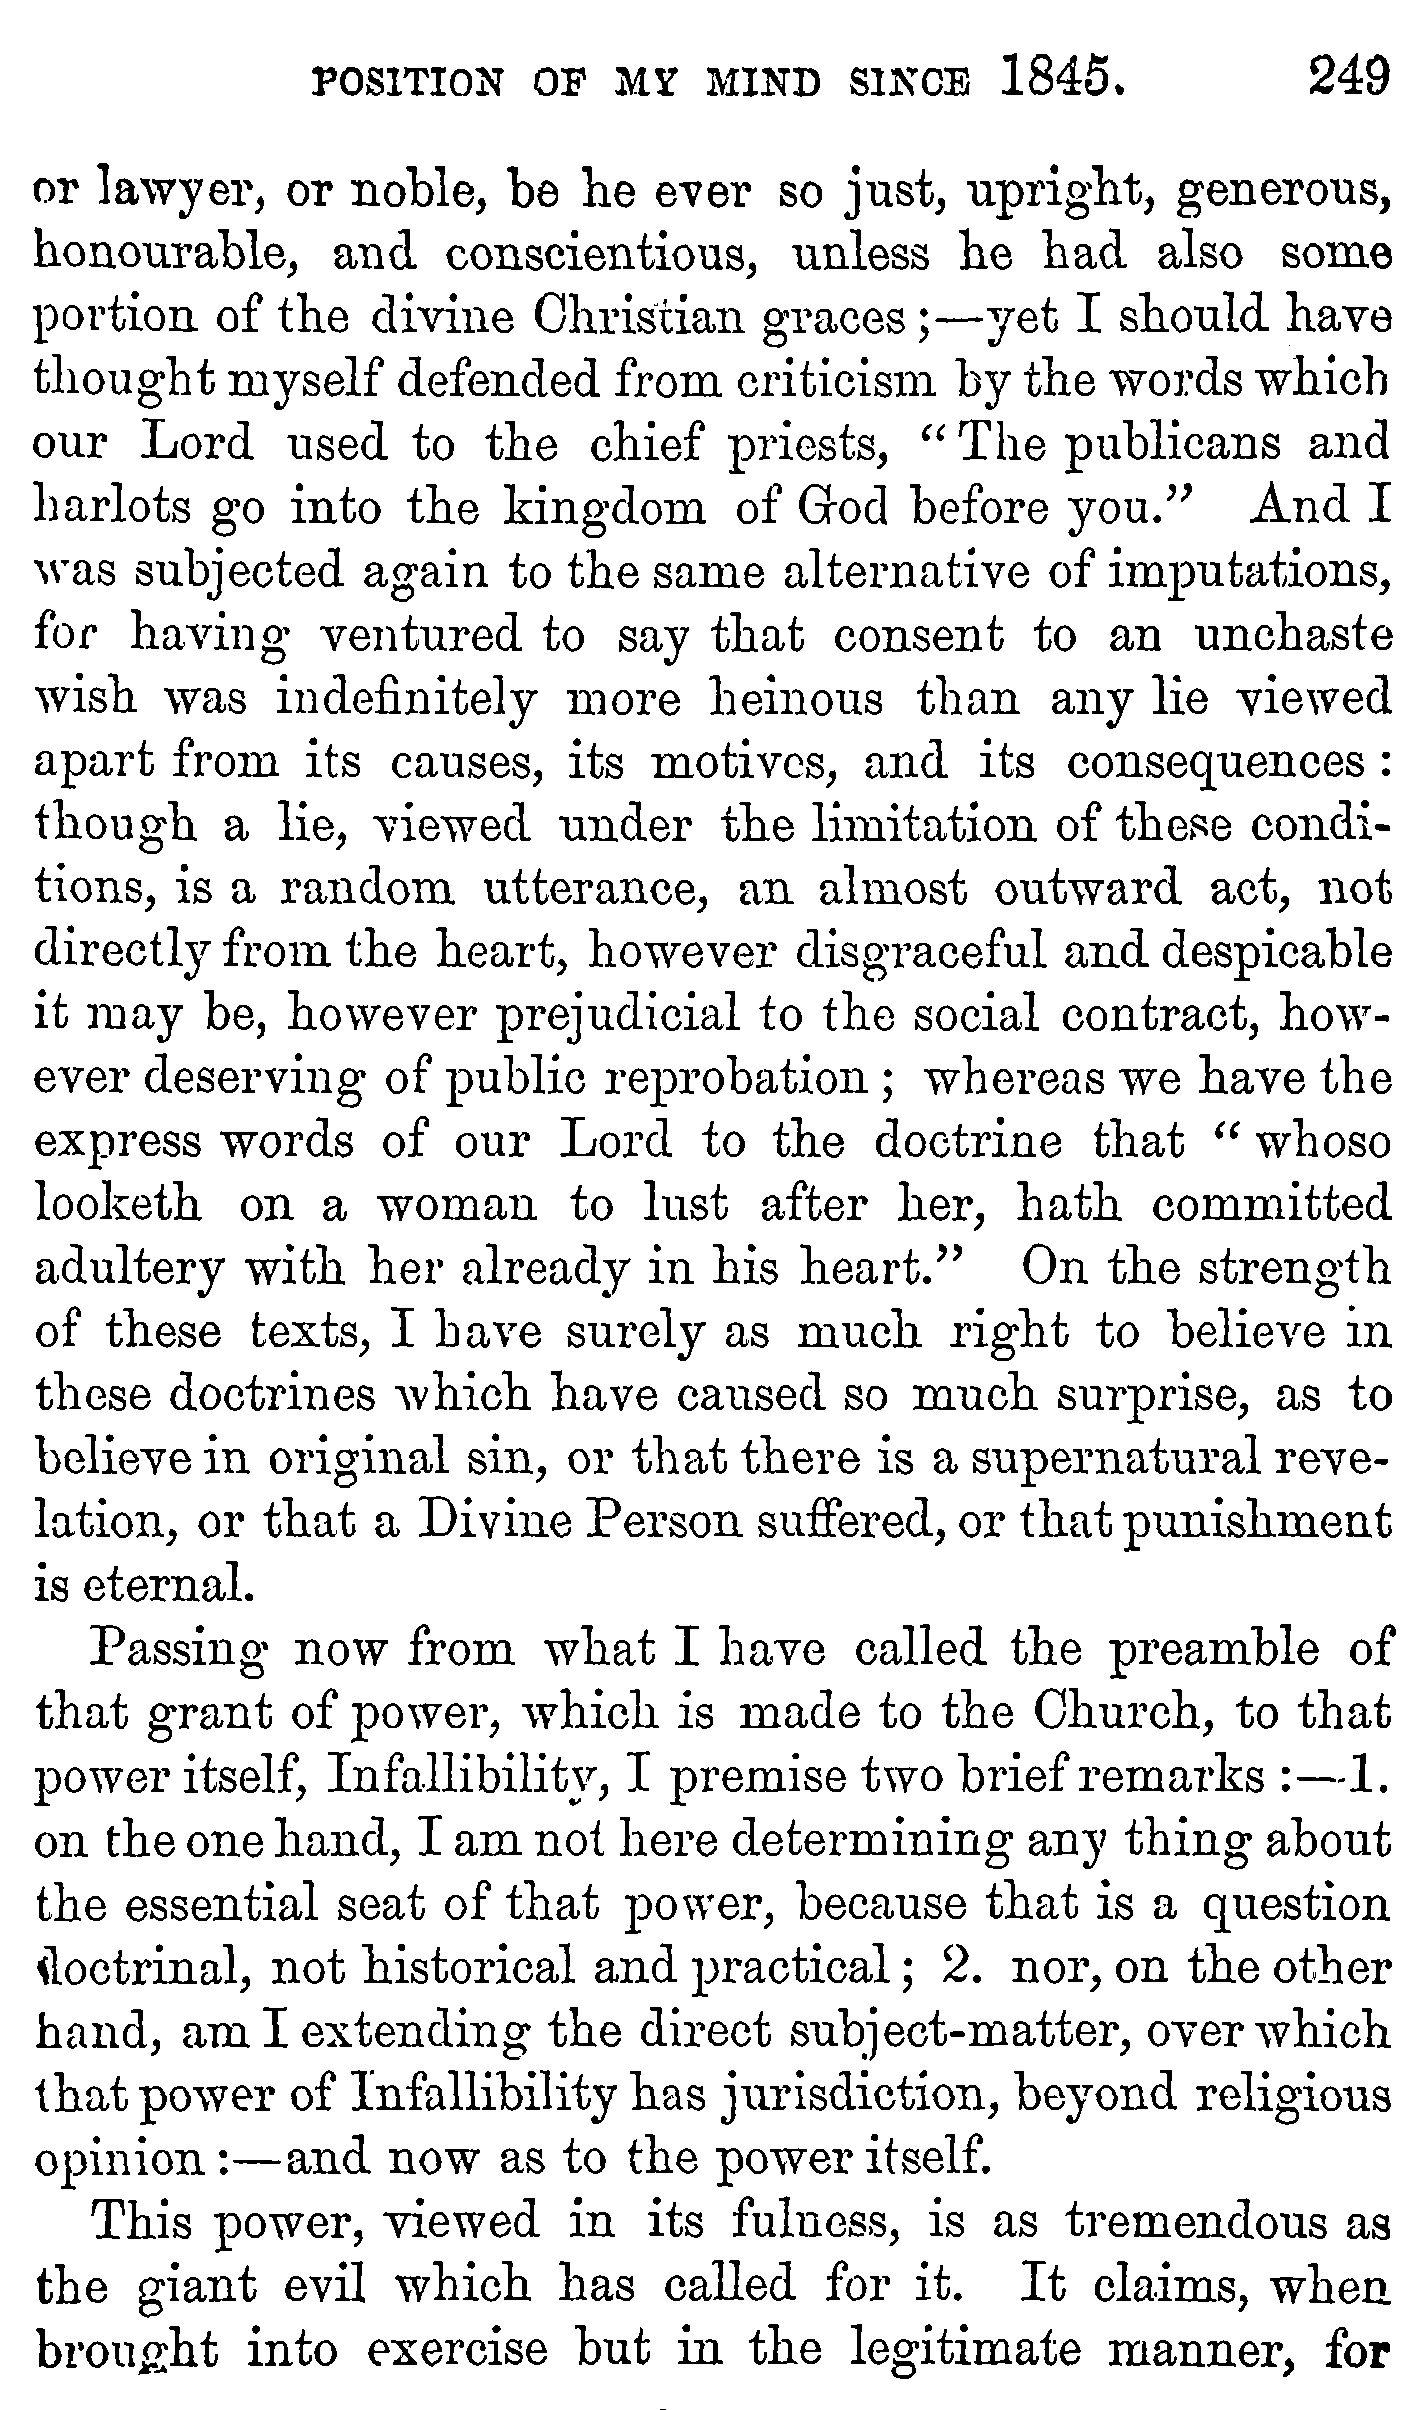 POSITION OF MY MIND SINCE 1845. 249
or lawyer, or noble, be he ever so just, upright, generous,
honourable, and conscientious, unless he had also some
portion of the divine Christian graces ;—yet I should have
thought myself defended from criticism by the words which
our Lord used to the chief priests, “ The publicans and
harlots go into the kingdom of God before you.” And I
was subjected again to the same alternative of imputations,
for having ventured to say that consent to an unchaste
wish was indefinitely more heinous than any lie viewed
apart from its causes, its motives, and its consequences :
though a lie, viewed under the limitation of these condi-
tions, is a random utterance, an almost outward act, not
directly from the heart, however disgraceful and despicable
it may be, however prejudicial to the social contract, how-
ever deserving of public reprobation ; whereas we have the
express words of our Lord to the doctrine that “ whoso
looketh on a woman to lust after her, hath committed
adultery with her already in his heart.” On the strength
of these texts, I have surely as much right to believe in
these doctrines which have caused so much surprise, as to
believe in original sin, or that there is a supernatural reve-
lation, or that a Divine Person suffered, or that punishment
is eternal.
Passing now from what I have called the preamble of
that grant of power, which is made to the Church, to that
power itself, Infallibility, I premise two brief remarks :—1.
on the one hand, I am not here determining any thing about
the essential seat of that power, because that is a question
doctrinal, not historical and practical ; 2. nor, on the other
hand, am I extending the direct subject-matter, over which
that power of Infallibility has jurisdiction, beyond religious
opinion :—and now as to the power itself.
This power, viewed in its fulness, is as tremendous as
the giant evil which has called for it. It claims, when
brought into exercise but in the legitimate manner, for